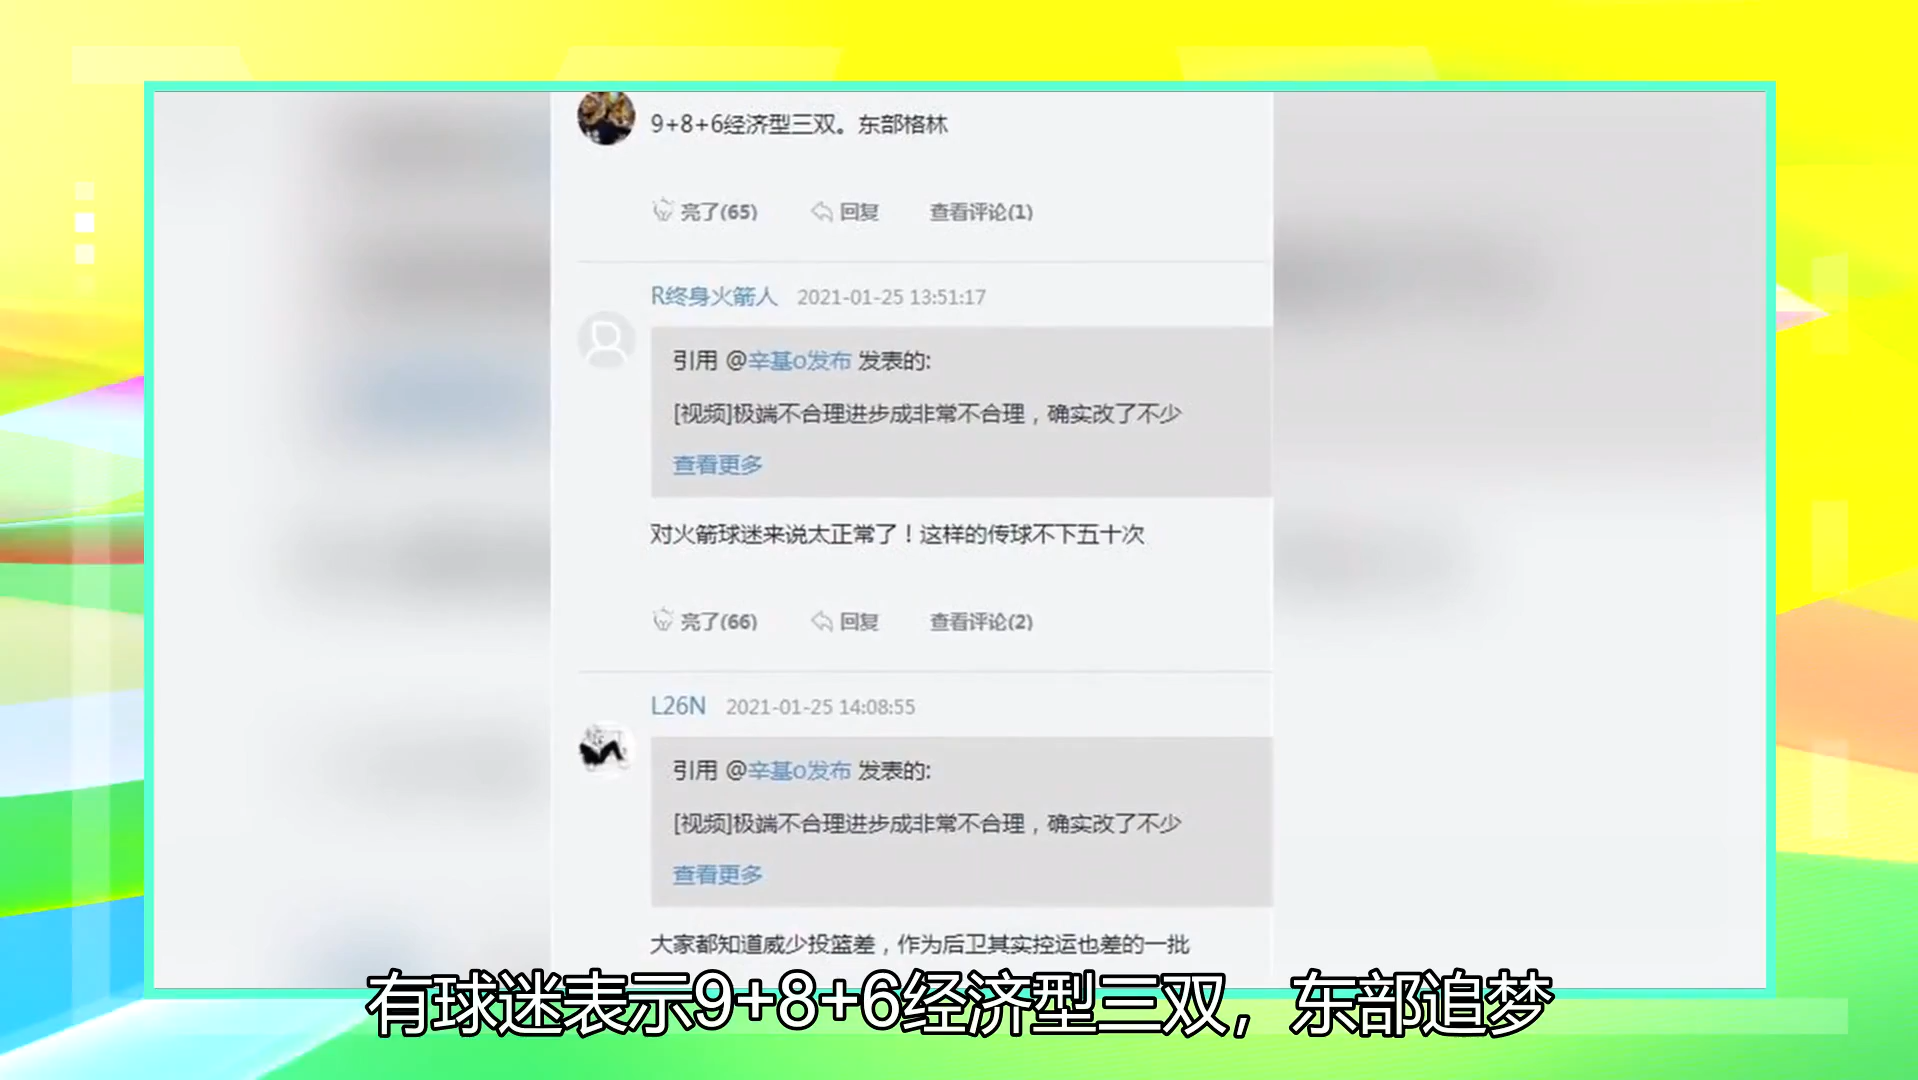 9+8+6经济型三双。东部格林
亮了(65) 回复 查看评论(1)
R终身火箭人 2021-01-25 13:51:17
引用 @辛基o发布 发表的:
[视频]极端不合理进步成非常不合理，确实改了不少
查看更多
对火箭球迷来说太正常了！这样的传球不下五十次
亮了(66) 回复 查看评论(2)
L26N 2021-01-25 14:08:55
引用 @辛基o发布 发表的:
[视频]极端不合理进步成非常不合理，确实改了不少
查看更多
大家都知道威少投篮差，作为后卫其实控运也差的一批
有球迷表示9+8+6经济型三双，东部追梦